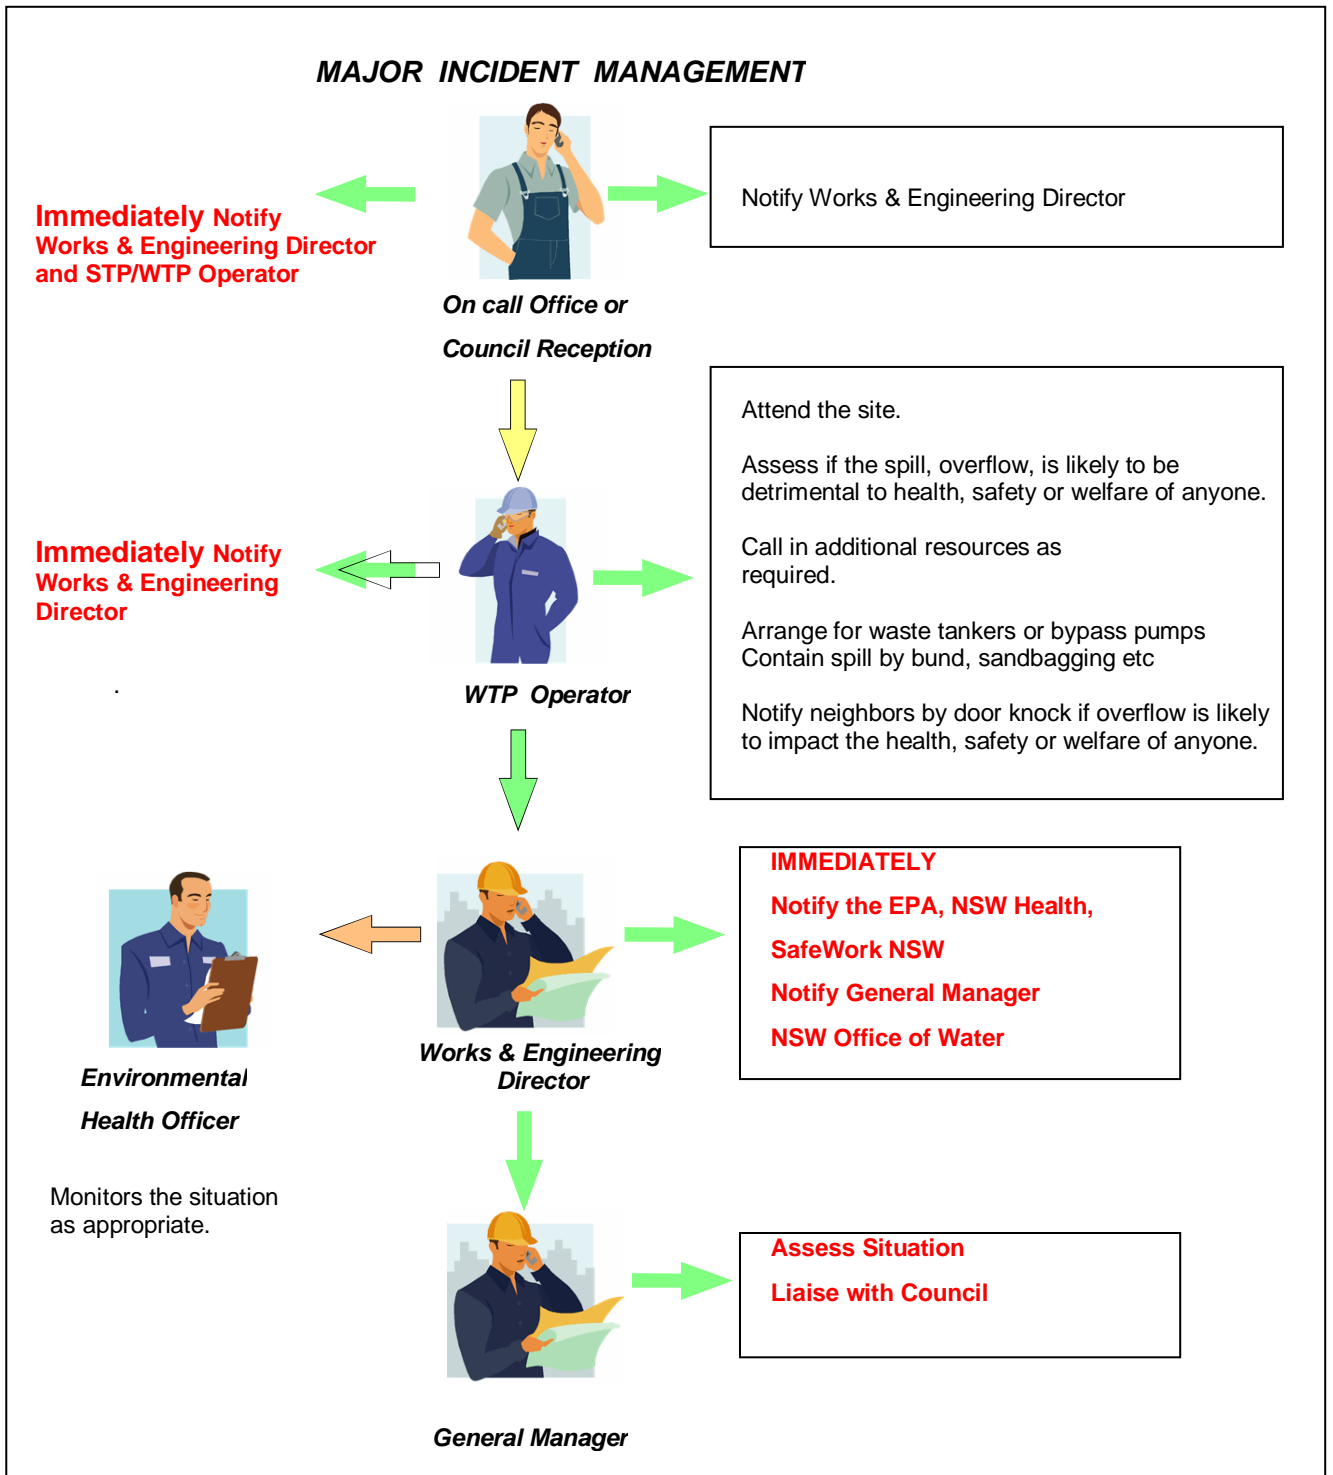 MAJOR INCIDENT MANAGEMENT
Immediately Notify
Works & Engineering Director
and STP/WTP Operator
Notify Works & Engineering Director
On call Office or
Council Reception
Attend the site.
Assess if the spill, overflow, is likely to be
detrimental to health, safety or welfare of anyone.
Call in additional resources as
required.
Arrange for waste tankers or bypass pumps
Contain spill by bund, sandbagging etc
Notify neighbors by door knock if overflow is likely
to impact the health, safety or welfare of anyone.
Immediately Notify
Works & Engineering
Director
.
WTP Operator
IMMEDIATELY
Notify the EPA, NSW Health,
SafeWork NSW
Notify General Manager
NSW Office of Water
Works & Engineering
Director
Environmental
Health Officer
Monitors the situation
as appropriate.
Assess Situation
Liaise with Council
General Manager